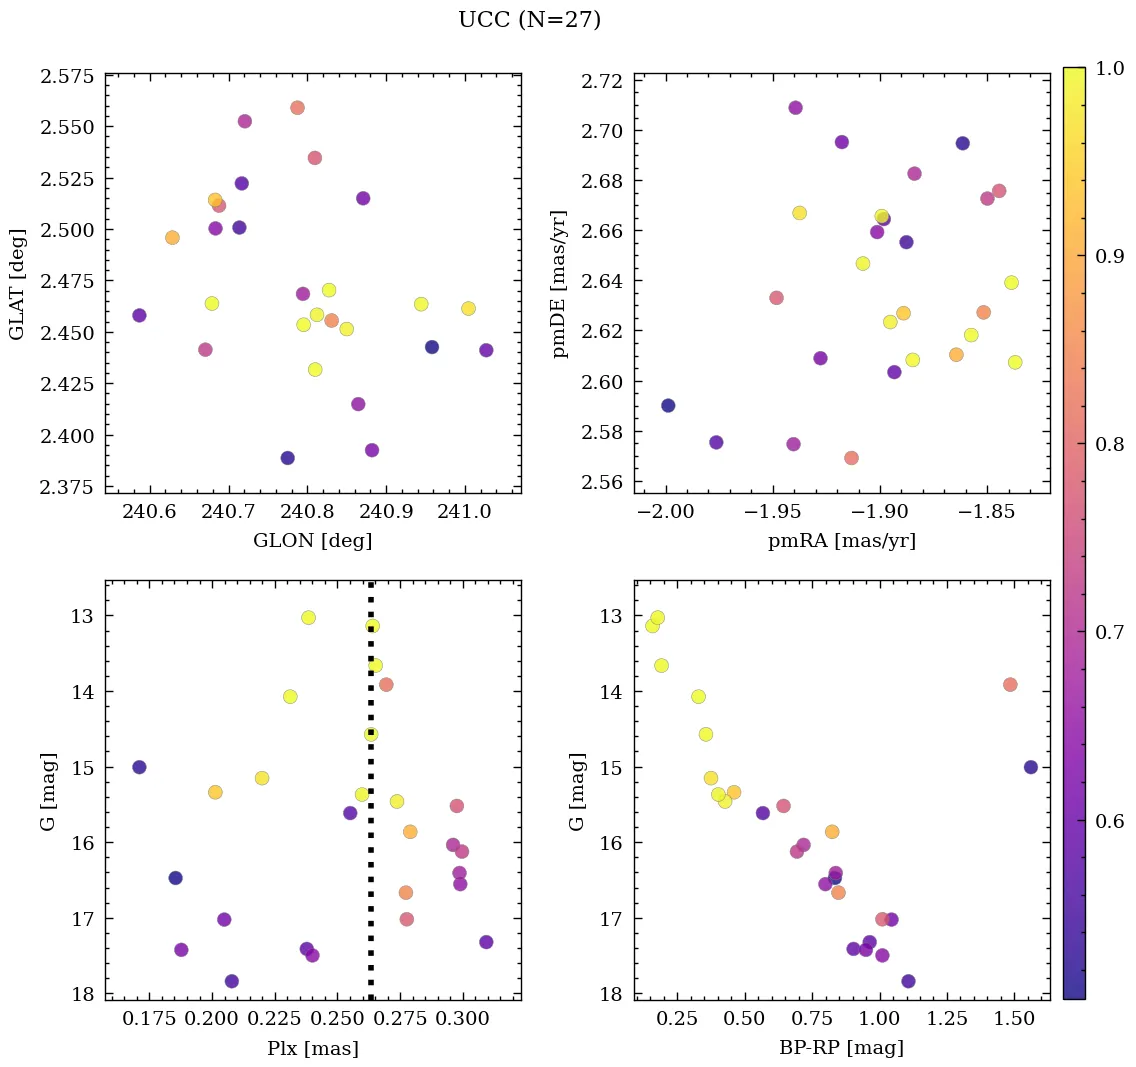 UCC (N=27)
2.575
2.550
2.525
2.500
2.475
2.450
2.425
2.400
2.375
GLAT [deg]
240.6 240.7 240.8 240.9 241.0
GLON [deg]
2.72
2.70
2.68
2.66
2.64
2.62
2.60
2.58
2.56
pmDE [mas/yr]
−2.00 −1.95 −1.90 −1.85
pmRA [mas/yr]
13
14
15
16
17
18
G [mag]
0.175 0.200 0.225 0.250 0.275 0.300
Plx [mas]
13
14
15
16
17
18
G [mag]
0.25 0.50 0.75 1.00 1.25 1.50
BP-RP [mag]
1.0
0.9
0.8
0.7
0.6